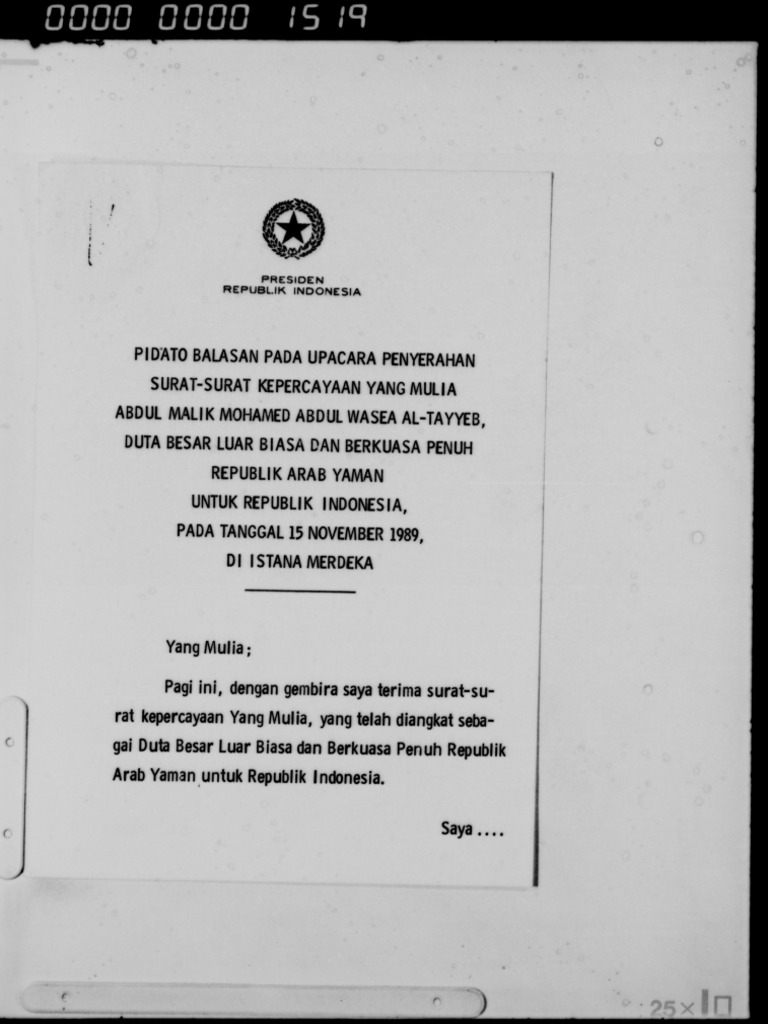 0000 0000 1519
PRESIDEN
REPUBLIK INDONESIA
PIDATO BALASAN PADA UPACARA PENYERAHAN
SURAT-SURAT KEPERCAYAAN YANG MULIA
ABDUL MALIK MOHAMED ABDUL WASEA AL-TAYYEB,
DUTA BESAR LUAR BIASA DAN BERKUASA PENUH
REPUBLIK ARAB YAMAN
UNTUK REPUBLIK INDONESIA,
PADA TANGGAL 15 NOVEMBER 1989,
DI ISTANA MERDEKA
Yang Mulia;
Pagi ini, dengan gembira saya terima surat-su-
rat kepercayaan Yang Mulia, yang telah diangkat seba-
gai Duta Besar Luar Biasa dan Berkuasa Penuh Republik
Arab Yaman untuk Republik Indonesia.
Saya ....
25×